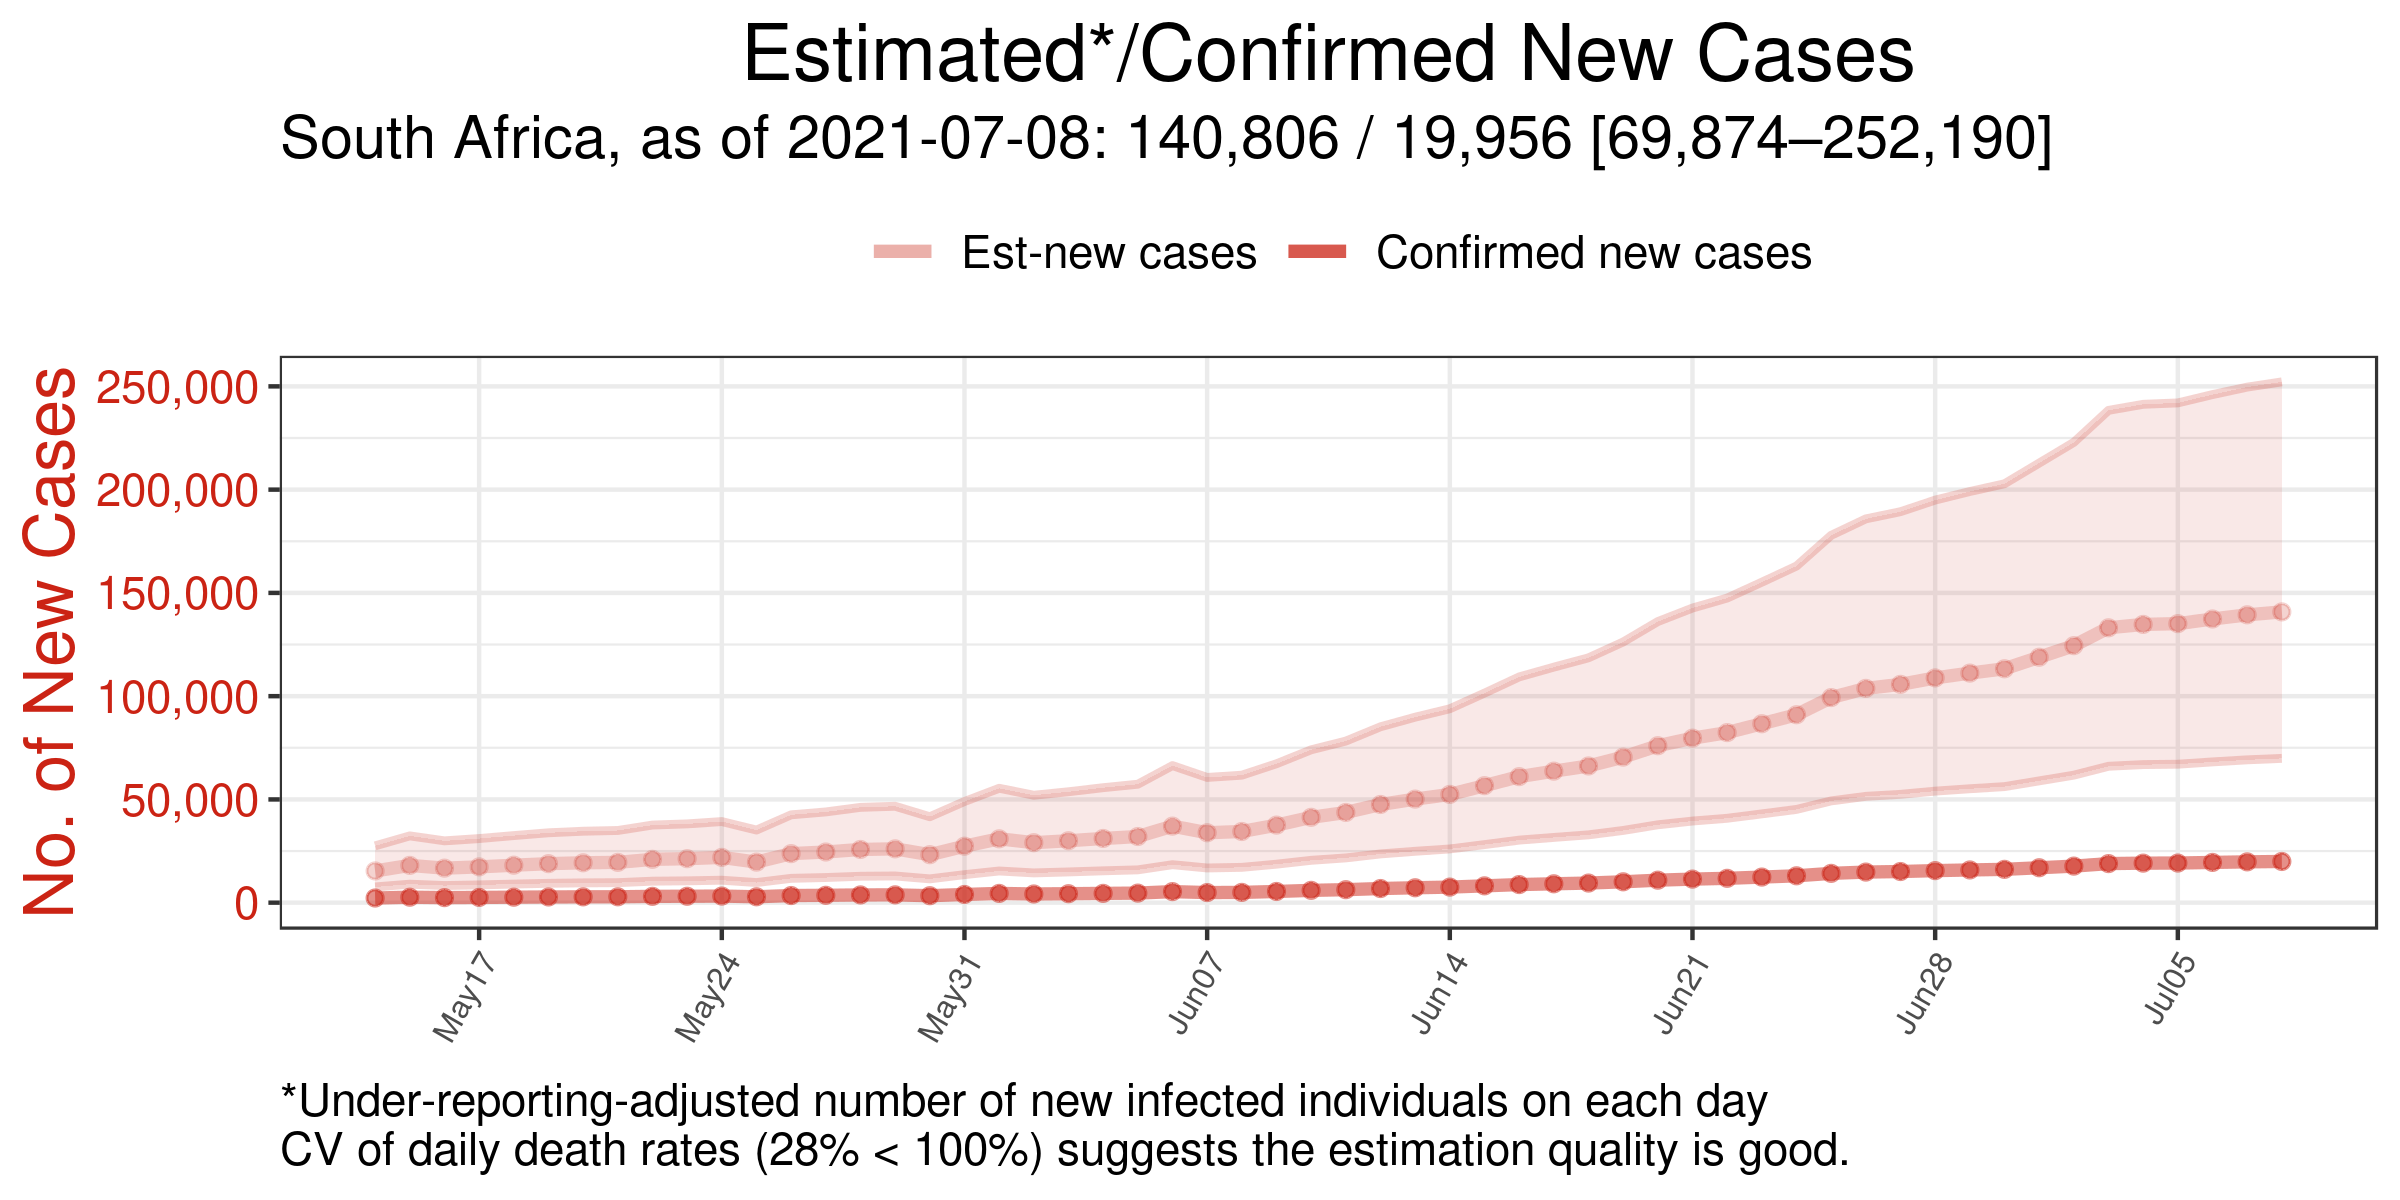 Estimated*/Confirmed New Cases
South Africa, as of 2021-07-08: 140,806 / 19,956 [69,874–252,190]
Est-new cases Confirmed new cases
No. of New Cases
250,000
200,000
150,000
100,000
50,000
0
May17 May24 May31 Jun07 Jun14 Jun21 Jun28 Jul05
*Under-reporting-adjusted number of new infected individuals on each day
CV of daily death rates (28% < 100%) suggests the estimation quality is good.